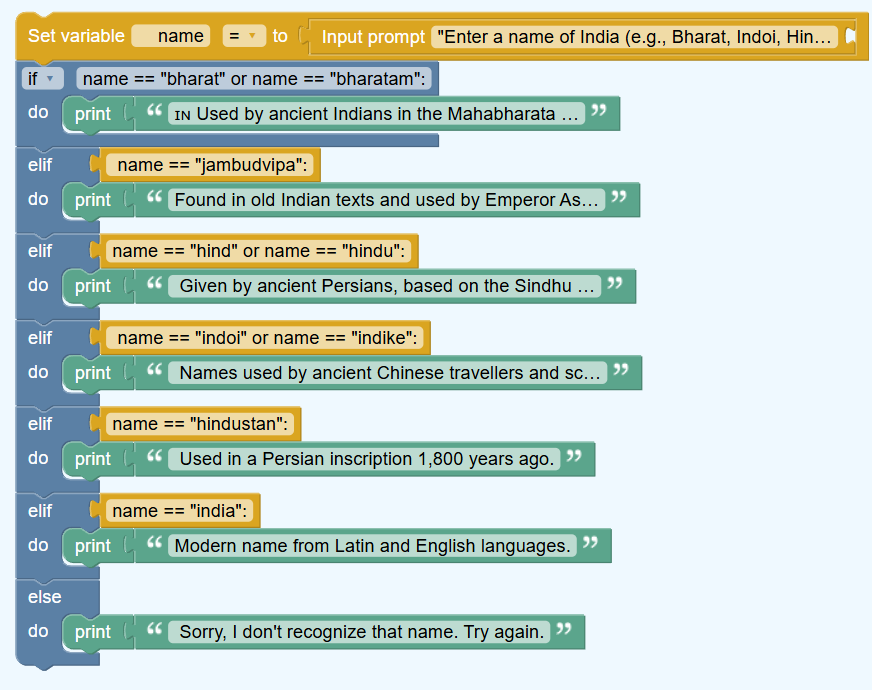 Set variable name = to Input prompt "Enter a name of India (e.g., Bharat, Indoi, Hin...
if name == "bharat" or name == "bharatam":
do print “ IN Used by ancient Indians in the Mahabharata ... ”
elif name == "jambudvipa":
do print “ Found in old Indian texts and used by Emperor As... ”
elif name == "hind" or name == "hindu":
do print “ Given by ancient Persians, based on the Sindhu ... ”
elif name == "indoi" or name == "indike":
do print “ Names used by ancient Chinese travellers and sc... ”
elif name == "hindustan":
do print “ Used in a Persian inscription 1,800 years ago. ”
elif name == "india":
do print “ Modern name from Latin and English languages. ”
else
do print “ Sorry, I don't recognize that name. Try again. ”